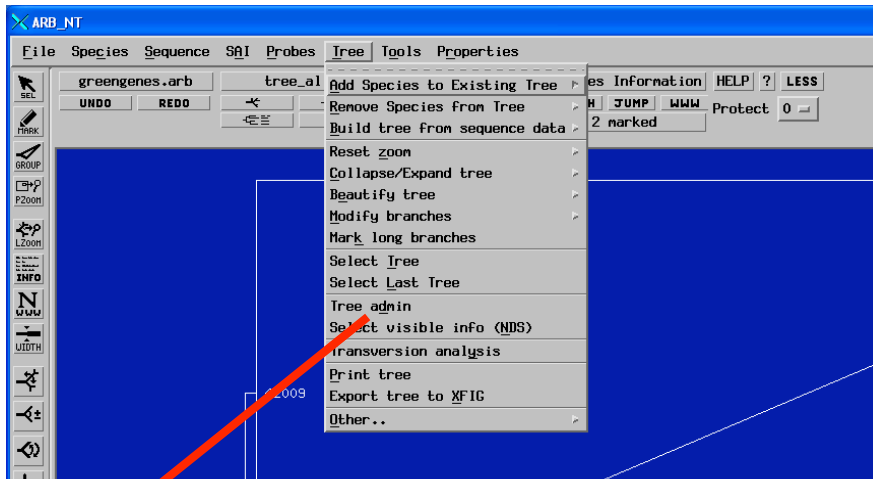 ARB_NT
File Species Sequence SAI Probes Tree Tools Properties
SEL
greengenes.arb
tree_al
es Information
HELP
?
LESS
UNDO
REDO
JUMP
WWW
Protect
0
2 marked
MARK
GROUP
PZoom
LZoom
INFO
N
WWW
WIDTH
Add Species to Existing Tree
Remove Species from Tree
Build tree from sequence data
Reset zoom
Collapse/Expand tree
Beautify tree
Modify branches
Mark long branches
Select Tree
Select Last Tree
Tree admin
Select visible info (NDS)
Transversion analysis
Print tree
Export tree to XFIG
Other..